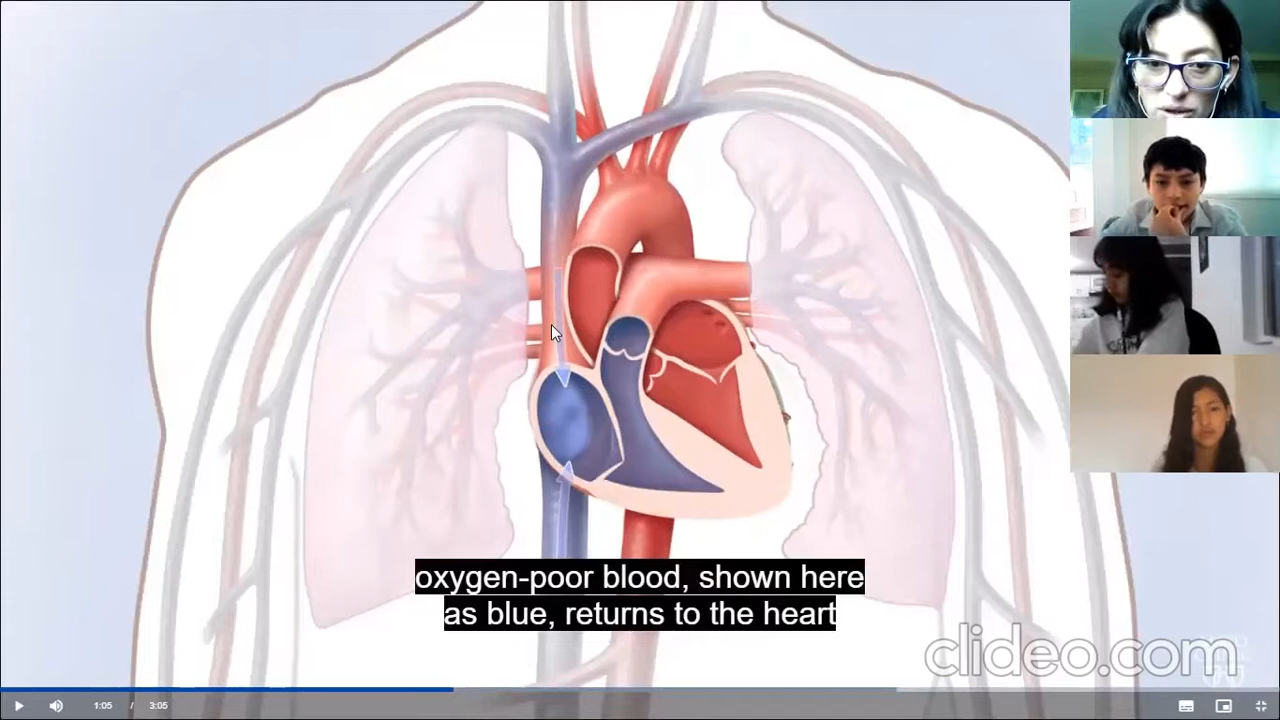 oxygen-poor blood, shown here
as blue, returns to the heart
clideo.com
1:05 / 3:05